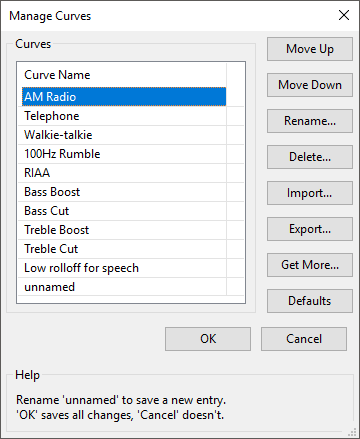 Manage Curves
Curves
Curve Name
AM Radio
Telephone
Walkie-talkie
100Hz Rumble
RIAA
Bass Boost
Bass Cut
Treble Boost
Treble Cut
Low rolloff for speech
unnamed
Move Up
Move Down
Rename...
Delete...
Import...
Export...
Get More...
Defaults
OK
Cancel
Help
Rename 'unnamed' to save a new entry.
'OK' saves all changes, 'Cancel' doesn't.